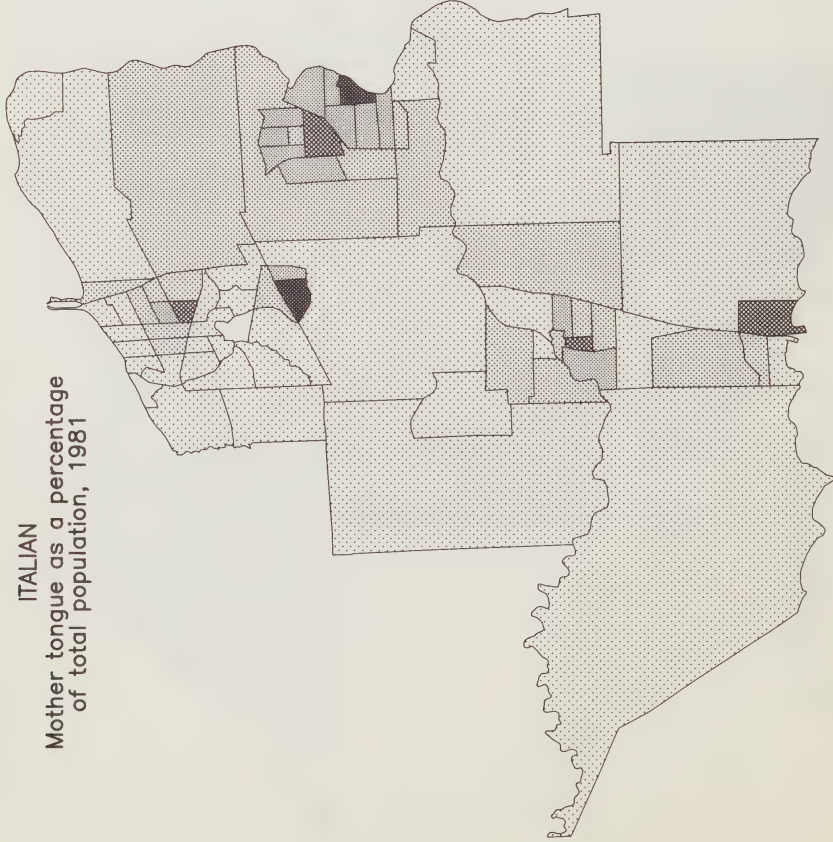 ITALIAN
Mother tongue as a percentage
of total population, 1981